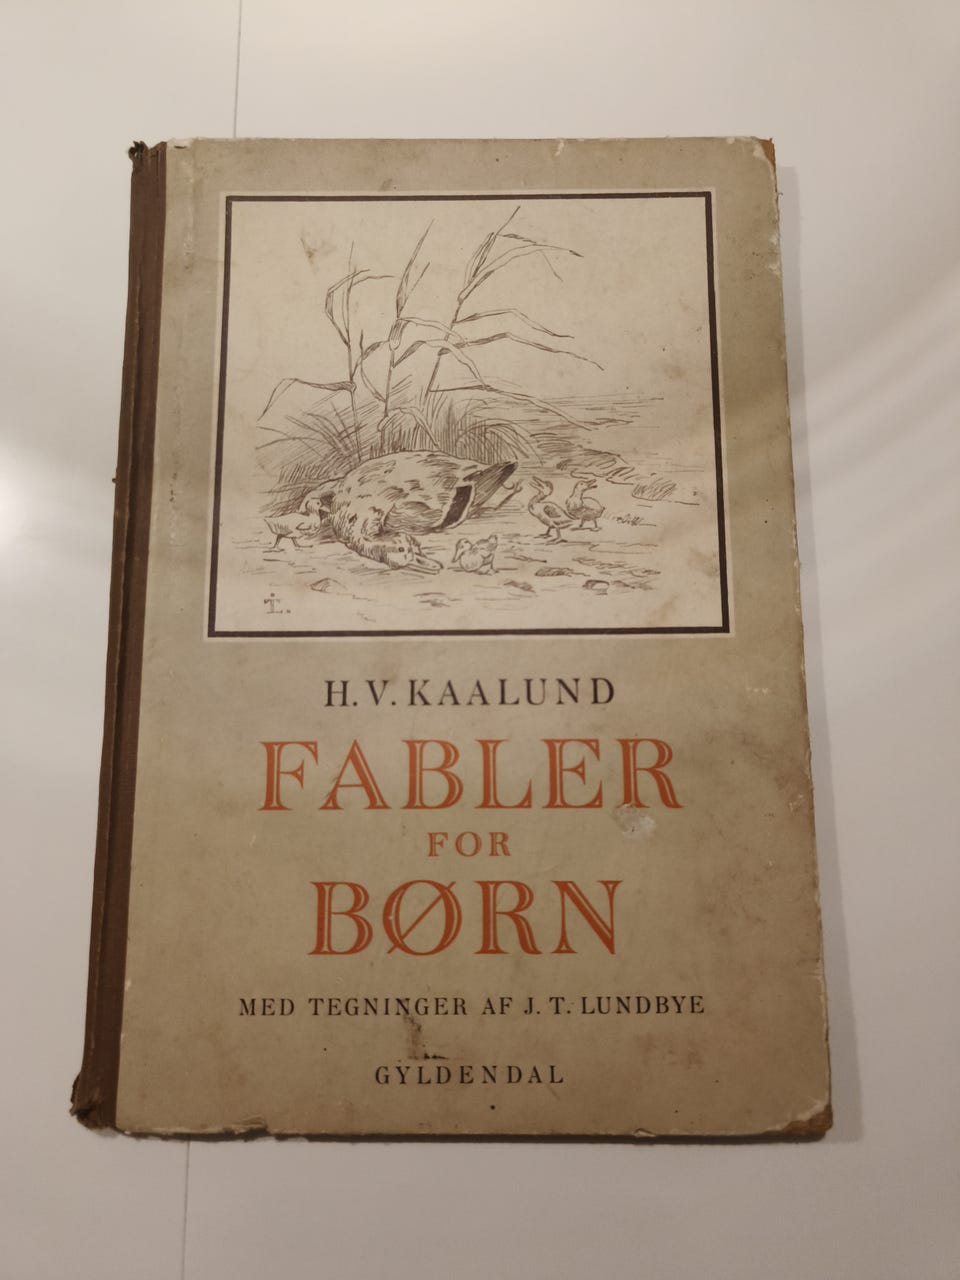 H. V. KAALUND
FABLER
FOR
BØRN
MED TEGNINGER AF J. T. LUNDBYE
GYLDENDAL